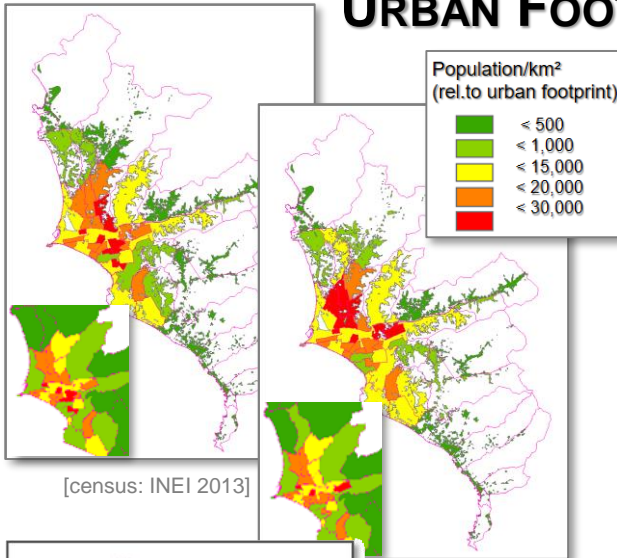 URBAN FOO
Population/km²
(rel.to urban footprint)
< 500
< 1,000
< 15,000
< 20,000
< 30,000
[census: INEI 2013]